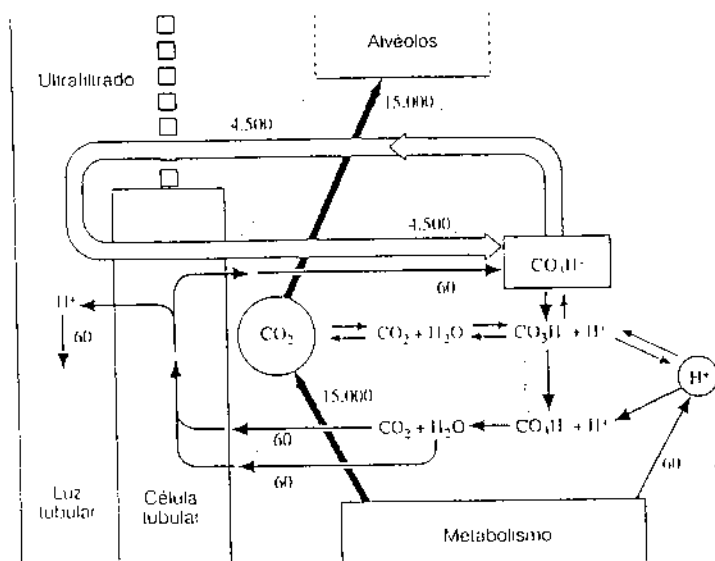 Alvéolos
Ultrafiltrado
15.000
4.500
4.500
CO₃H⁻
60
H⁺
60
CO₂
CO₂ + H₂O
CO₃H⁻ + H⁺
H⁺
15.000
60
CO₂ + H₂O
CO₃H⁻ + H⁺
60
60
Luz
tubular
Célula
tubular
Metabolismo